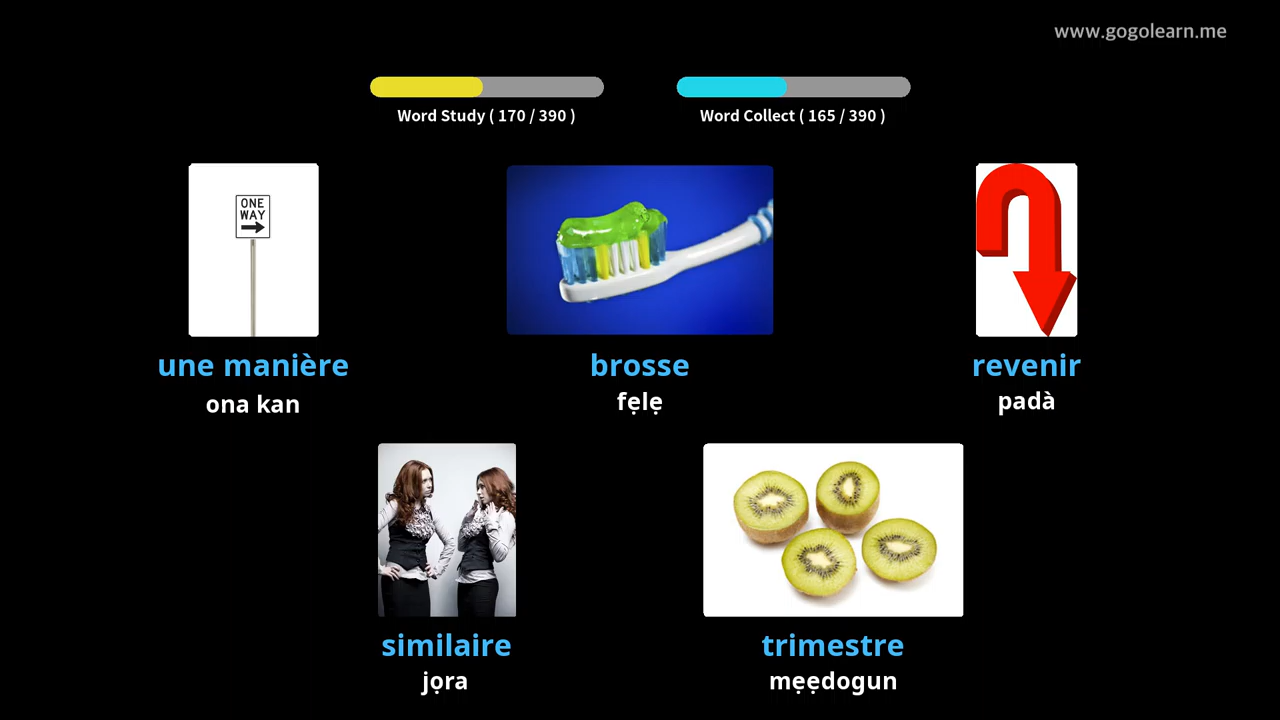 www.gogolearn.me
Word Study ( 170 / 390 )
Word Collect ( 165 / 390 )
ONE
WAY
une manière
ona kan
brosse
fẹlẹ
revenir
padà
similaire
jọra
trimestre
mẹẹdogun